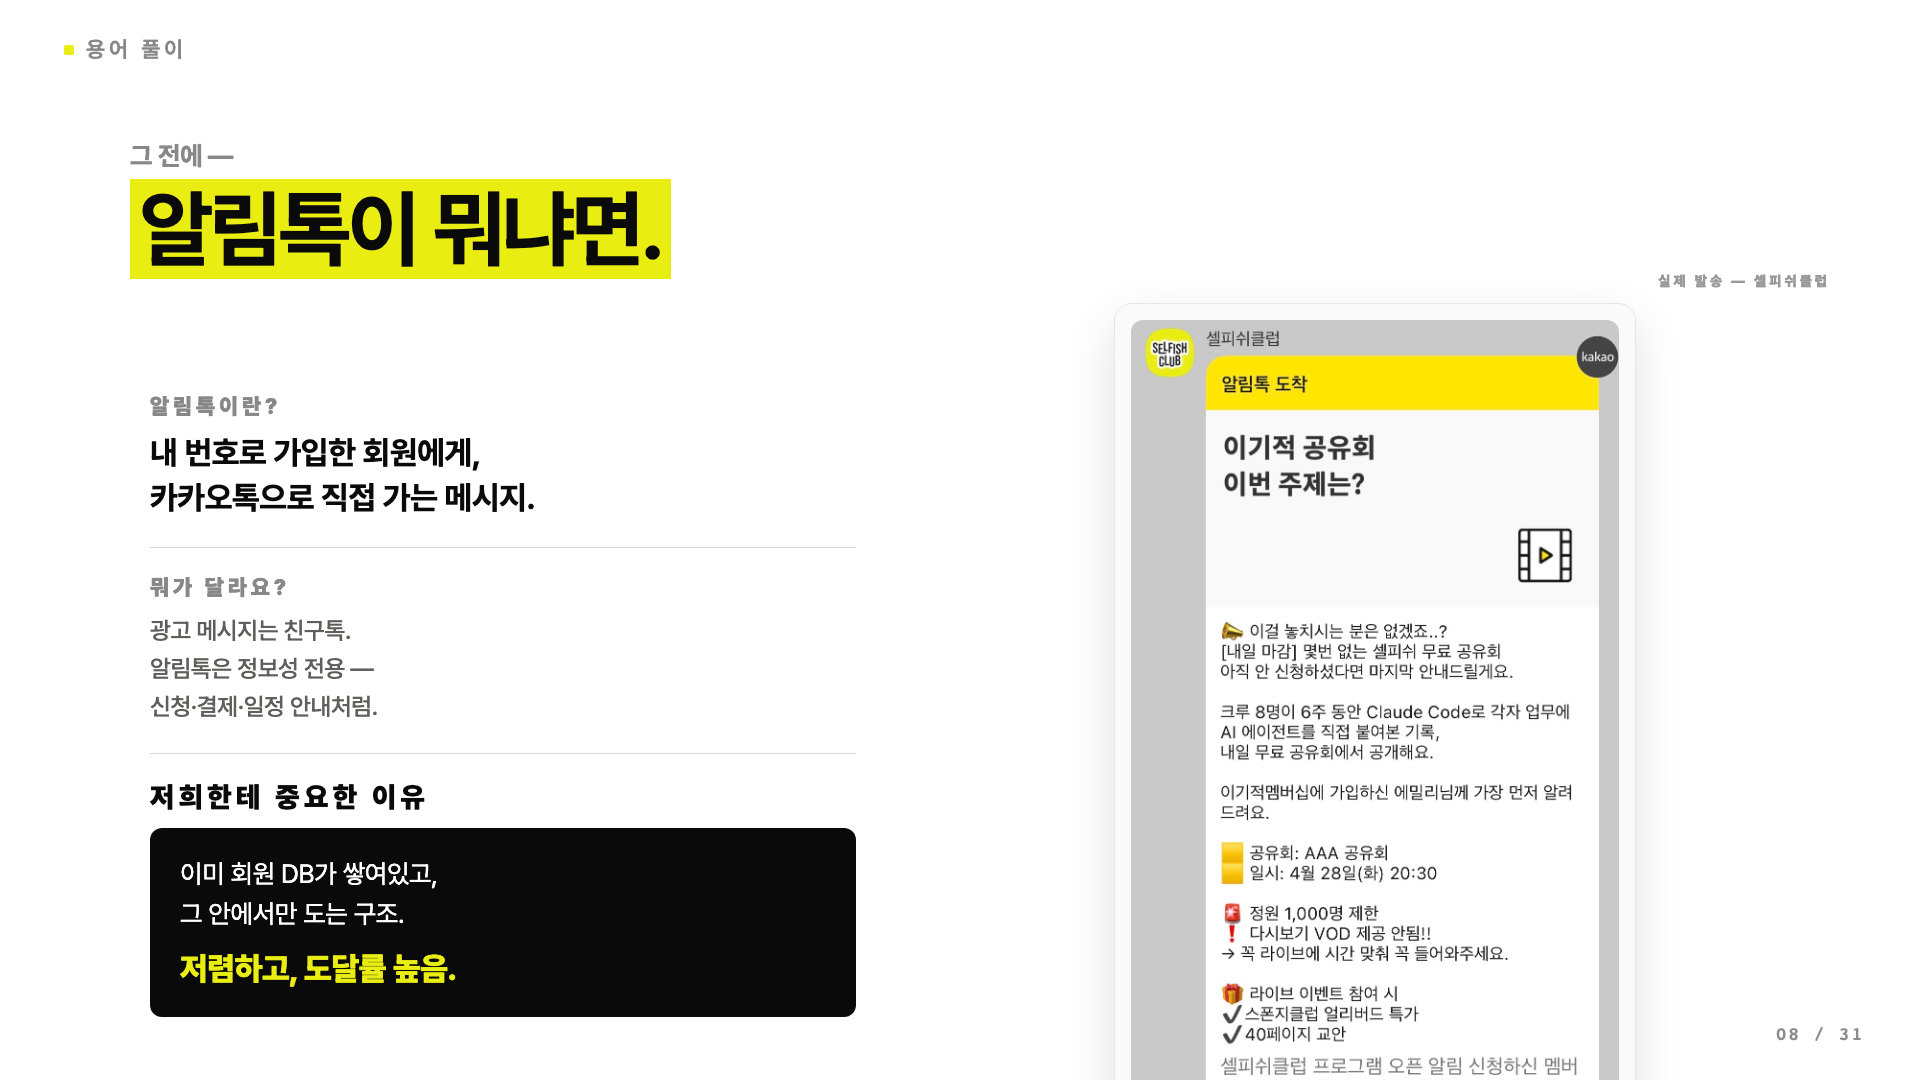 용어 풀이
그 전에 —
알림톡이 뭐냐면.
알림톡이란?
내 번호로 가입한 회원에게,
카카오톡으로 직접 가는 메시지.
뭐가 달라요?
광고 메시지는 친구톡.
알림톡은 정보성 전용 —
신청·결제·일정 안내처럼.
저희한테 중요한 이유
이미 회원 DB가 쌓여있고,
그 안에서만 도는 구조.
저렴하고, 도달률 높음.
실제 발송 — 셀피쉬클럽
SELFISH
CLUB
셀피쉬클럽
kakao
알림톡 도착
이기적 공유회
이번 주제는?
이걸 놓치시는 분은 없겠죠..?
[내일 마감] 몇번 없는 셀피쉬 무료 공유회
아직 안 신청하셨다면 마지막 안내드릴게요.
크루 8명이 6주 동안 Claude Code로 각자 업무에
AI 에이전트를 직접 붙여본 기록,
내일 무료 공유회에서 공개해요.
이기적멤버십에 가입하신 에밀리님께 가장 먼저 알려
드려요.
공유회: AAA 공유회
일시: 4월 28일(화) 20:30
정원 1,000명 제한
❗ 다시보기 VOD 제공 안됨!!
→ 꼭 라이브에 시간 맞춰 꼭 들어와주세요.
라이브 이벤트 참여 시
✔스폰지클럽 얼리버드 특가
✔40페이지 교안
셀피쉬클럽 프로그램 오픈 알림 신청하신 멤버
08 / 31